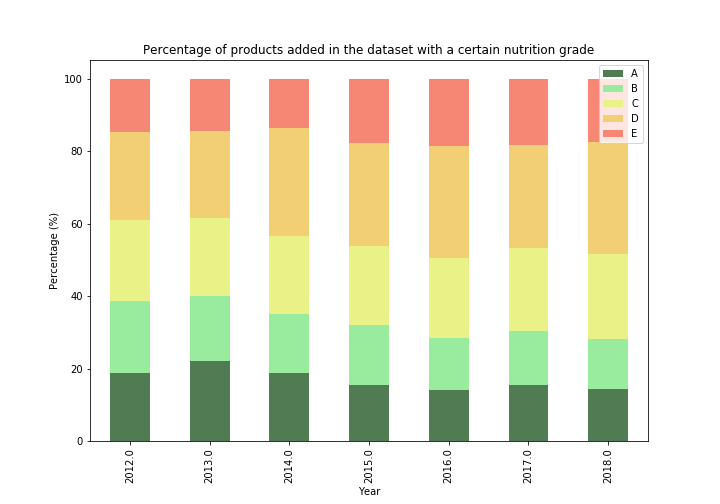 Percentage of products added in the dataset with a certain nutrition grade
A
B
C
D
E
100
80
60
40
20
0
Percentage (%)
2012.0
2013.0
2014.0
2015.0
2016.0
2017.0
2018.0
Year